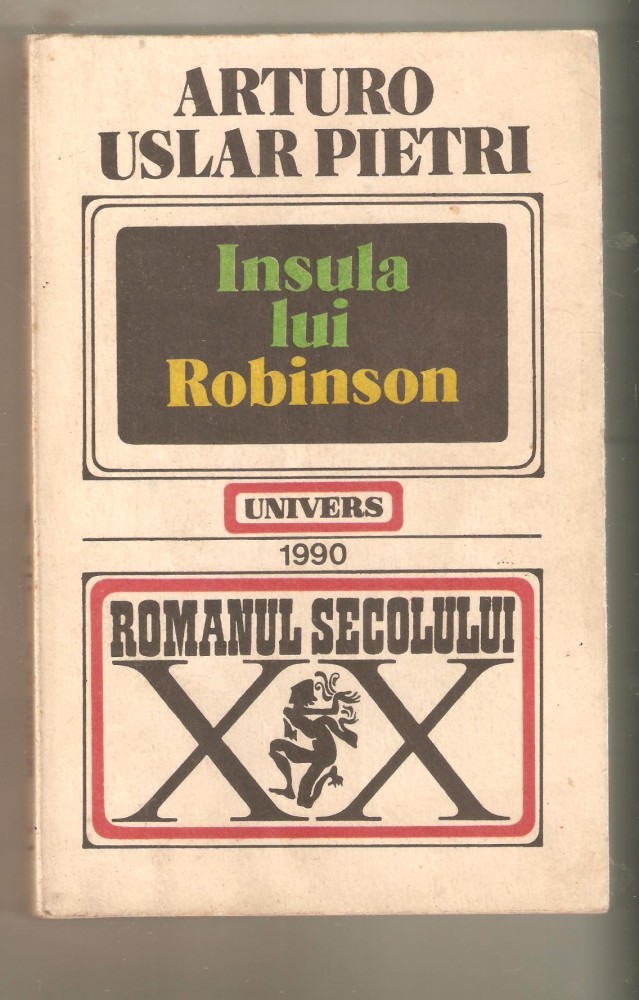 ARTURO
USLAR PIETRI
Insula
lui
Robinson
UNIVERS
1990
ROMANUL SECOLULUI
XX